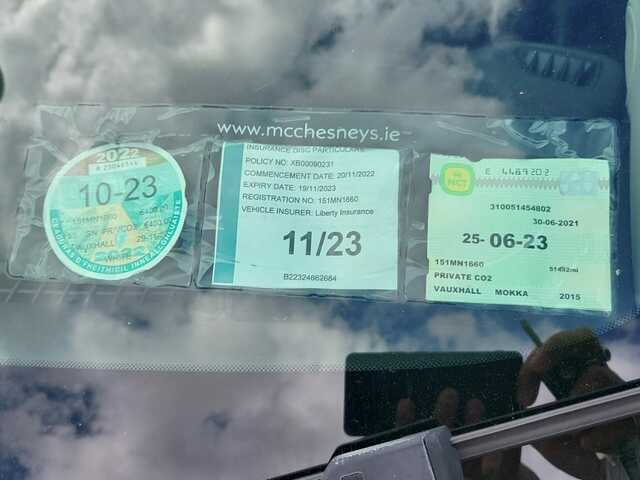 www.mcchesneys.ie
2022
10-23
151MN1660
VAUXHALL
INSURANCE DISC PARTICULARS
POLICY NO: XB00090231
COMMENCEMENT DATE: 20/11/2022
EXPIRY DATE: 19/11/2023
REGISTRATION NO: 151MN1660
VEHICLE INSURER: Liberty Insurance
11/23
B22324662684
NCT
E 4489202
310051454802
30-06-2021
25- 06-23
151MN1660
PRIVATE CO2
VAUXHALL MOKKA 2015